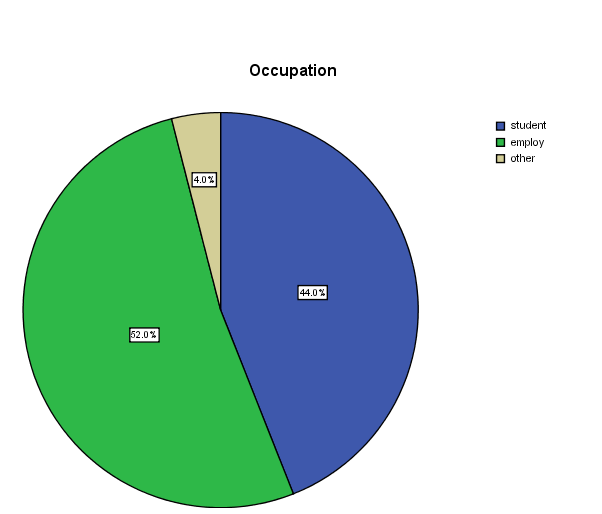 Occupation
student
employ
other
4.0%
44.0%
52.0%